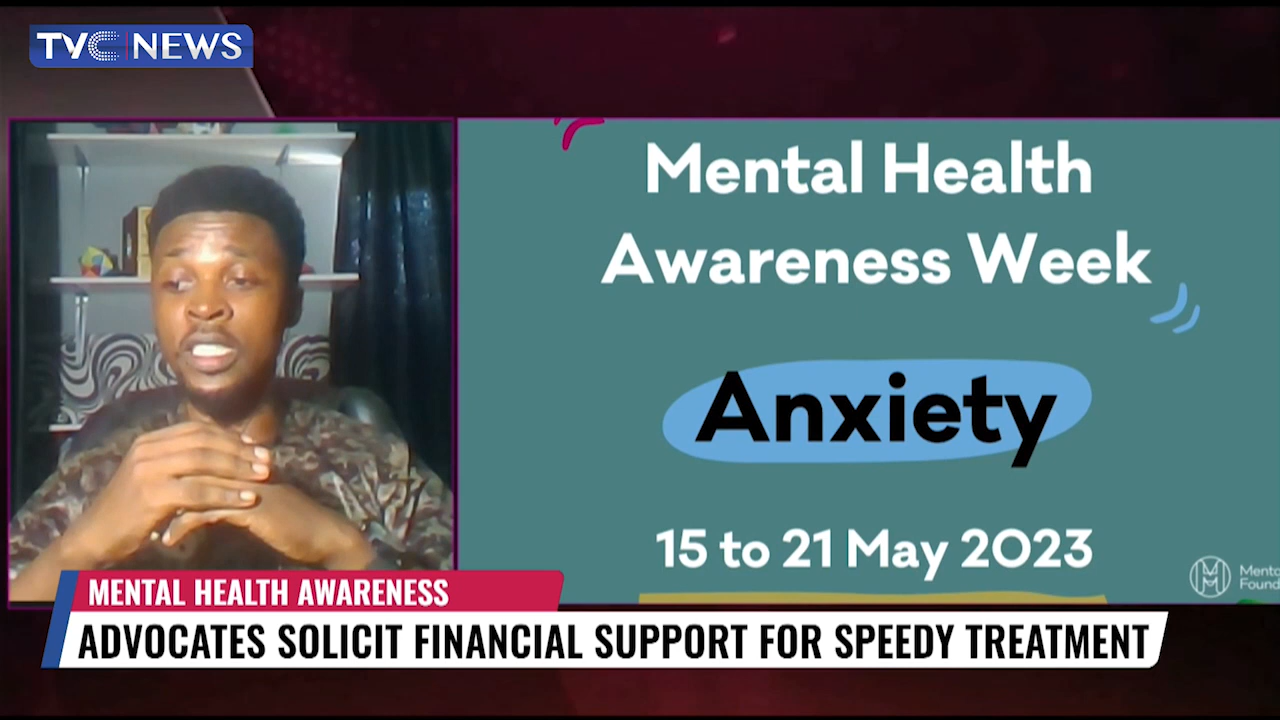 TVC NEWS
Mental Health
Awareness Week
Anxiety
15 to 21 May 2023
MENTAL HEALTH AWARENESS
ADVOCATES SOLICIT FINANCIAL SUPPORT FOR SPEEDY TREATMENT